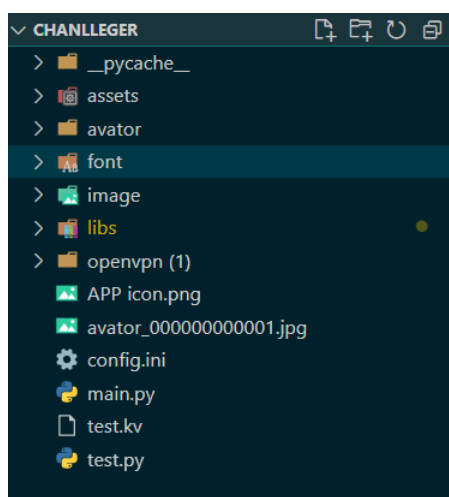 CHANLLEGER
__pycache__
assets
avator
font
image
libs
openvpn (1)
APP icon.png
avator_000000000001.jpg
config.ini
main.py
test.kv
test.py